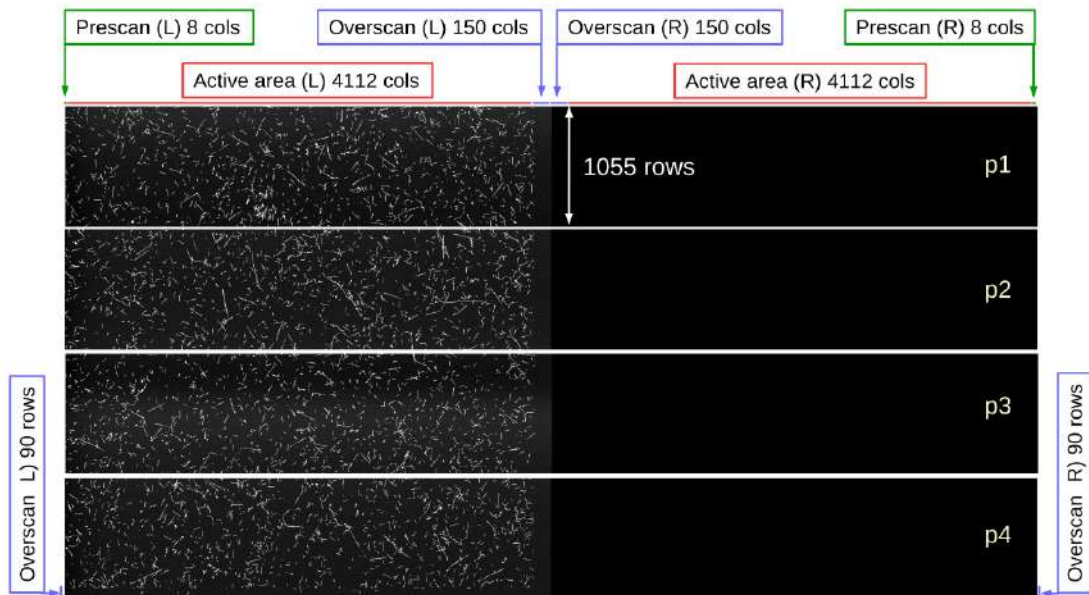 Prescan (L) 8 cols
Overscan (L) 150 cols
Overscan (R) 150 cols
Prescan (R) 8 cols
Active area (L) 4112 cols
Active area (R) 4112 cols
1055 rows
p1
p2
p3
p4
Overscan L) 90 rows
Overscan R) 90 rows